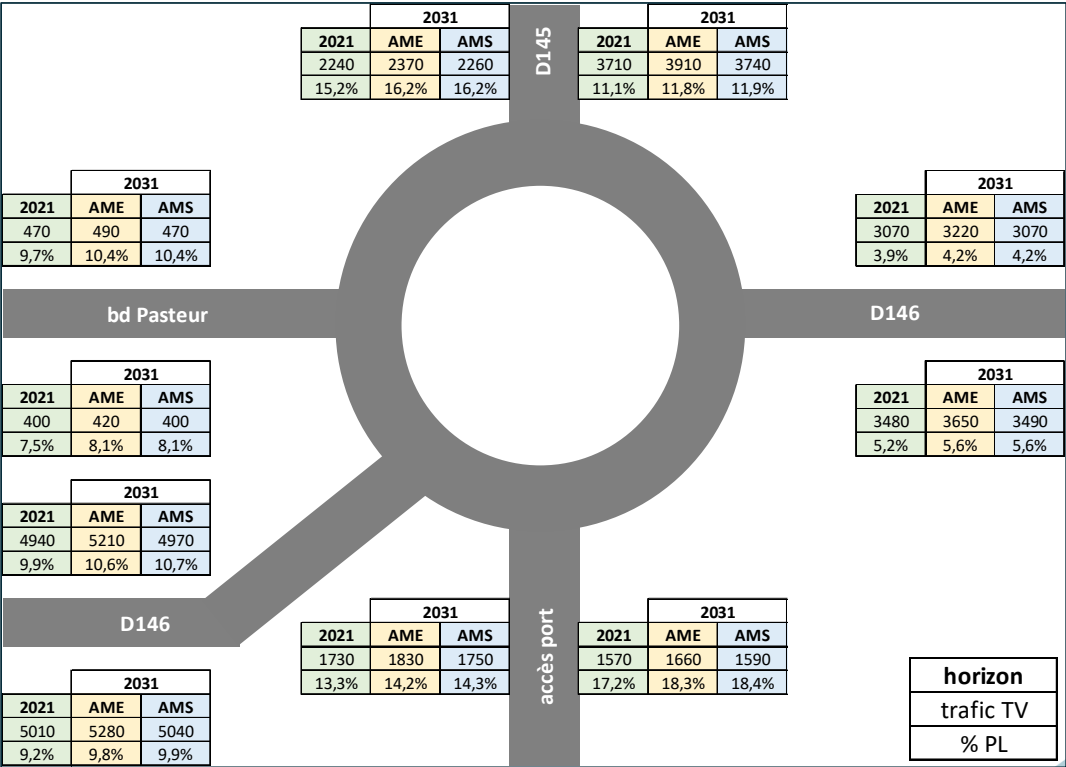 2031
2021 AME AMS
2240 2370 2260
15,2% 16,2% 16,2%
D145
2031
2021 AME AMS
3710 3910 3740
11,1% 11,8% 11,9%
2031
2021 AME AMS
470 490 470
9,7% 10,4% 10,4%
2031
2021 AME AMS
3070 3220 3070
3,9% 4,2% 4,2%
bd Pasteur
D146
2031
2021 AME AMS
400 420 400
7,5% 8,1% 8,1%
2031
2021 AME AMS
3480 3650 3490
5,2% 5,6% 5,6%
2031
2021 AME AMS
4940 5210 4970
9,9% 10,6% 10,7%
D146
2031
2021 AME AMS
1730 1830 1750
13,3% 14,2% 14,3%
accès port
2031
2021 AME AMS
1570 1660 1590
17,2% 18,3% 18,4%
2031
2021 AME AMS
5010 5280 5040
9,2% 9,8% 9,9%
horizon
trafic TV
% PL